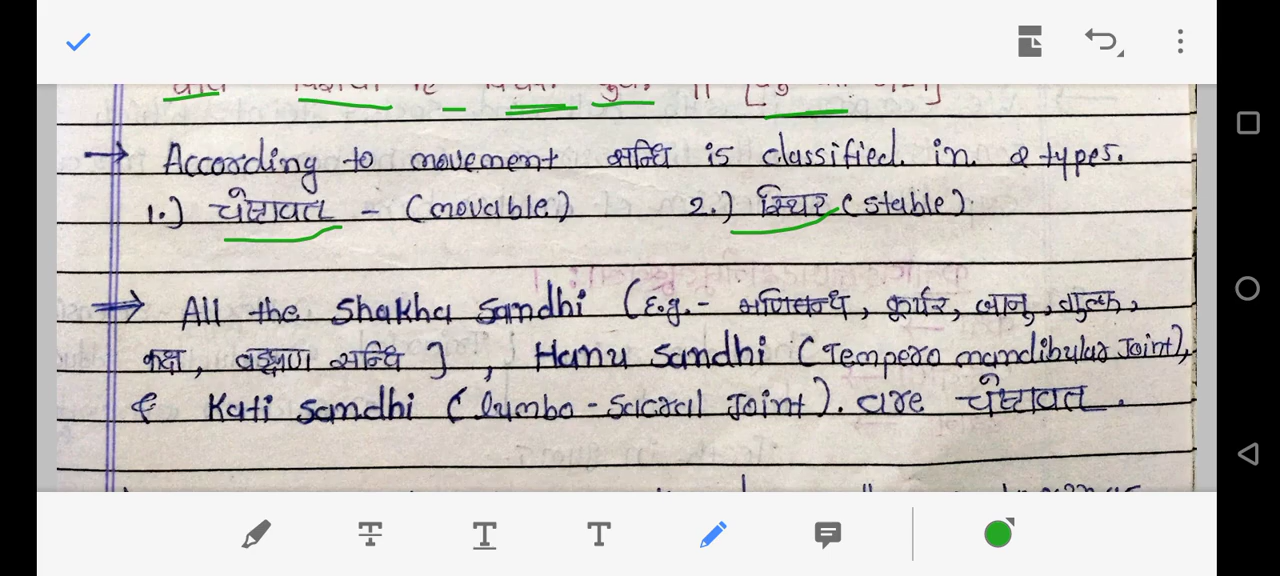 → According to movement सन्धि is classified. in 2 types.
1.) चेष्टावत - (movable) 2.) स्थिर (stable)
⇒ All the Shakha Sandhi (E.g.- मणिबन्ध, कूर्पर, जानु, गुल्फ,
कक्ष, वङ्क्षण सन्धि ] , Hanu Sandhi (Tempero mandibular Joint),
& Kati Sandhi (lumbo-sacral Joint). are चेष्टावत .